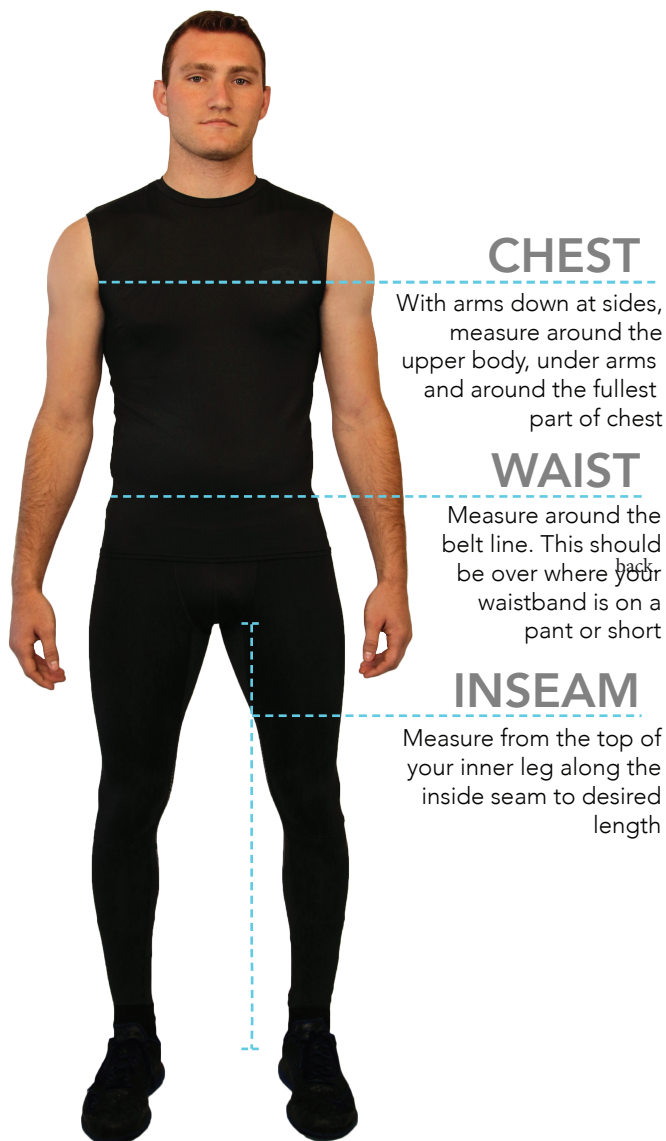 CHEST
With arms down at sides,
measure around the
upper body, under arms
and around the fullest
part of chest
WAIST
Measure around the
belt line. This should
back.
be over where your
waistband is on a
pant or short
INSEAM
Measure from the top of
your inner leg along the
inside seam to desired
length